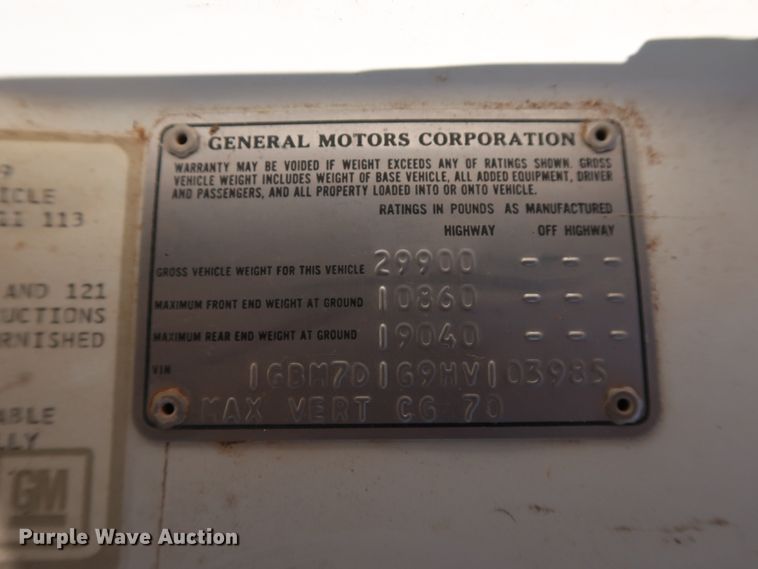 GENERAL MOTORS CORPORATION
WARRANTY MAY BE VOIDED IF WEIGHT EXCEEDS ANY OF RATINGS SHOWN. GROSS
VEHICLE WEIGHT INCLUDES WEIGHT OF BASE VEHICLE, ALL ADDED EQUIPMENT, DRIVER
AND PASSENGERS, AND ALL PROPERTY LOADED INTO OR ONTO VEHICLE.
RATINGS IN POUNDS AS MANUFACTURED
HIGHWAY OFF HIGHWAY
GROSS VEHICLE WEIGHT FOR THIS VEHICLE 29900 - - -
MAXIMUM FRONT END WEIGHT AT GROUND 10860 - - -
MAXIMUM REAR END WEIGHT AT GROUND 19040 - - -
VIN 1GBM7D1G9HV103985
MAX VERT CG 70
9
ICLE
113
AND 121
UCTIONS
RNISHED
ABLE
LLY
GM
Purple Wave Auction